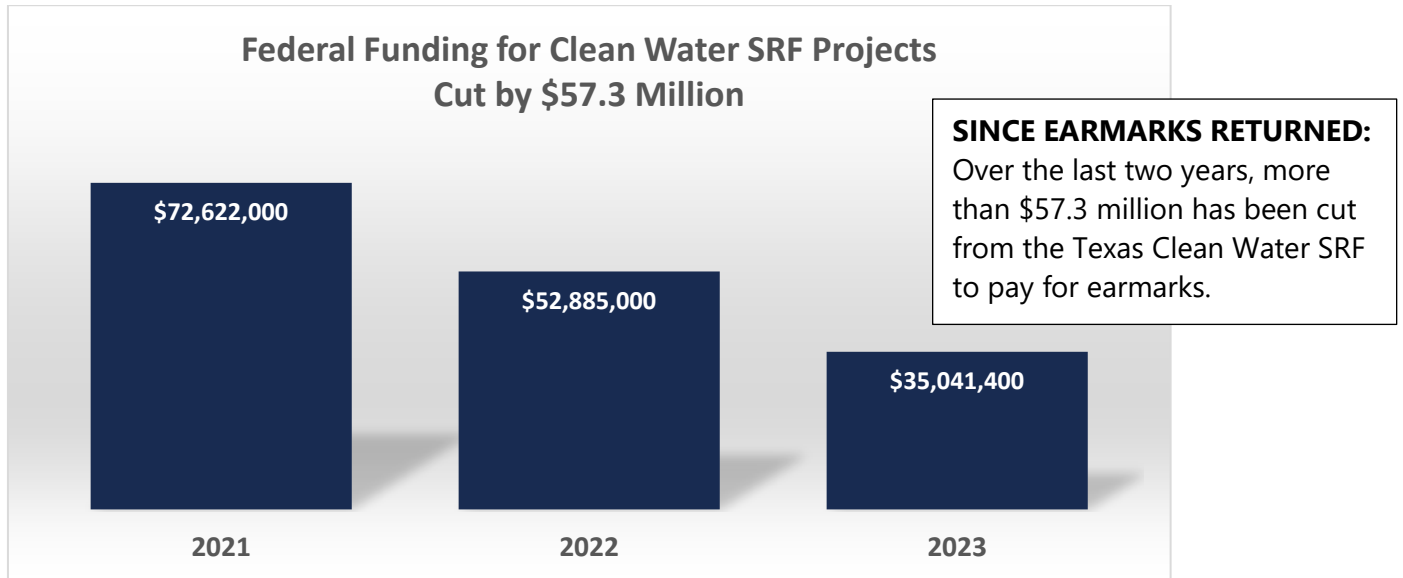 Federal Funding for Clean Water SRF Projects
Cut by $57.3 Million
SINCE EARMARKS RETURNED:
Over the last two years, more
than $57.3 million has been cut
from the Texas Clean Water SRF
to pay for earmarks.
$72,622,000
$52,885,000
$35,041,400
2021
2022
2023